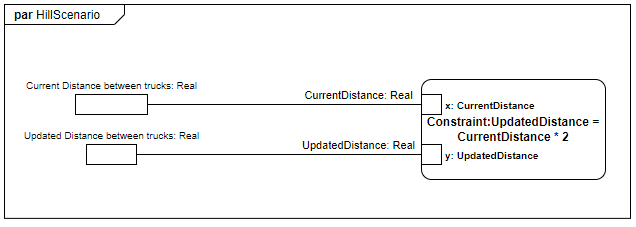 par HillScenario
Current Distance between trucks: Real
CurrentDistance: Real
x: CurrentDistance
Constraint:UpdatedDistance =
CurrentDistance * 2
Updated Distance between trucks: Real
UpdatedDistance: Real
y: UpdatedDistance